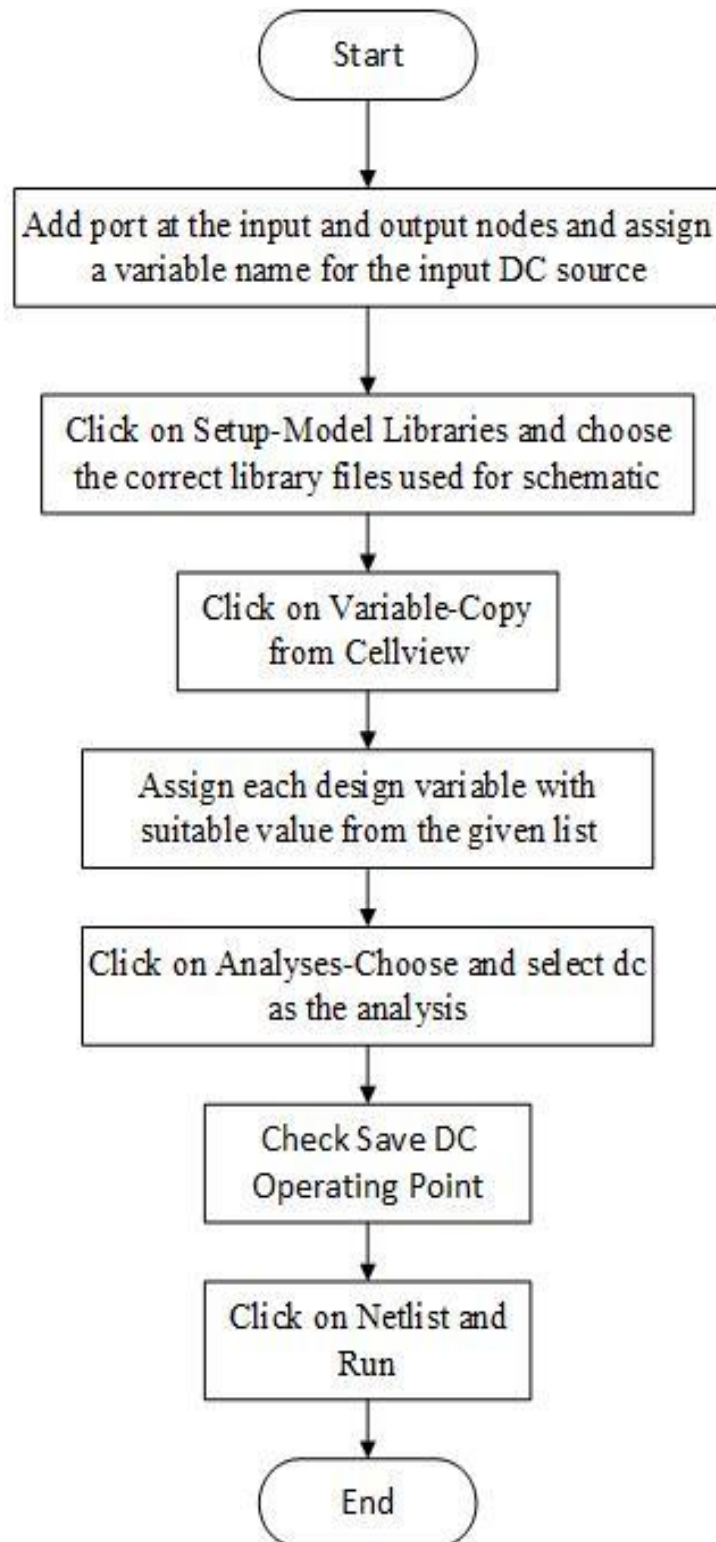 Start
Add port at the input and output nodes and assign
a variable name for the input DC source
Click on Setup-Model Libraries and choose
the correct library files used for schematic
Click on Variable-Copy
from Cellview
Assign each design variable with
suitable value from the given list
Click on Analyses-Choose and select dc
as the analysis
Check Save DC
Operating Point
Click on Netlist and
Run
End